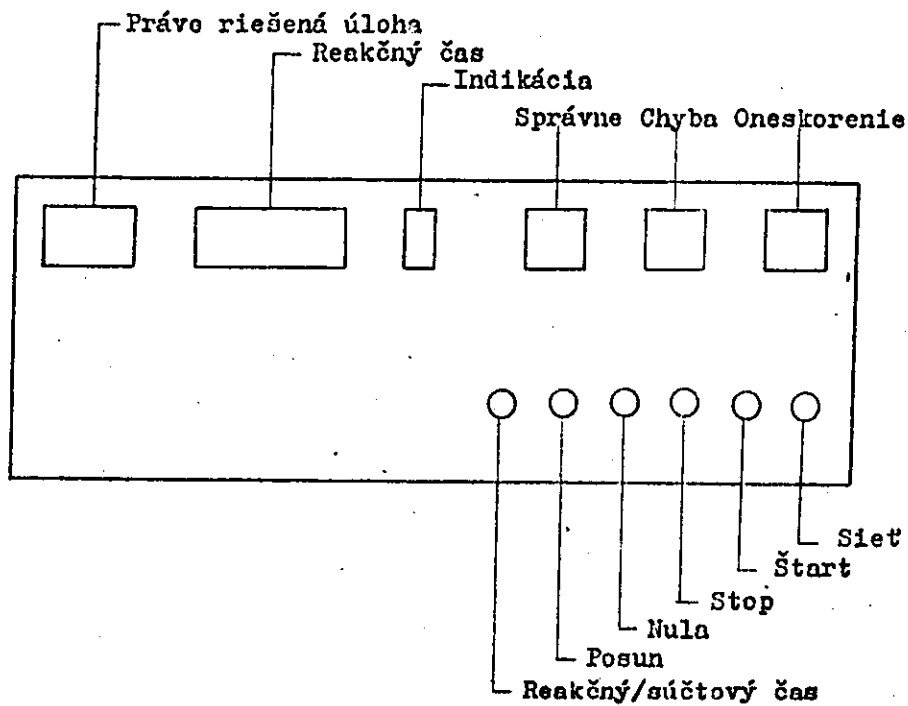 Právo riešená úloha
Reakčný čas
Indikácia
Správne Chyba Oneskorenie
Sieť
Štart
Stop
Nula
Posun
Reakčný/súčtový čas